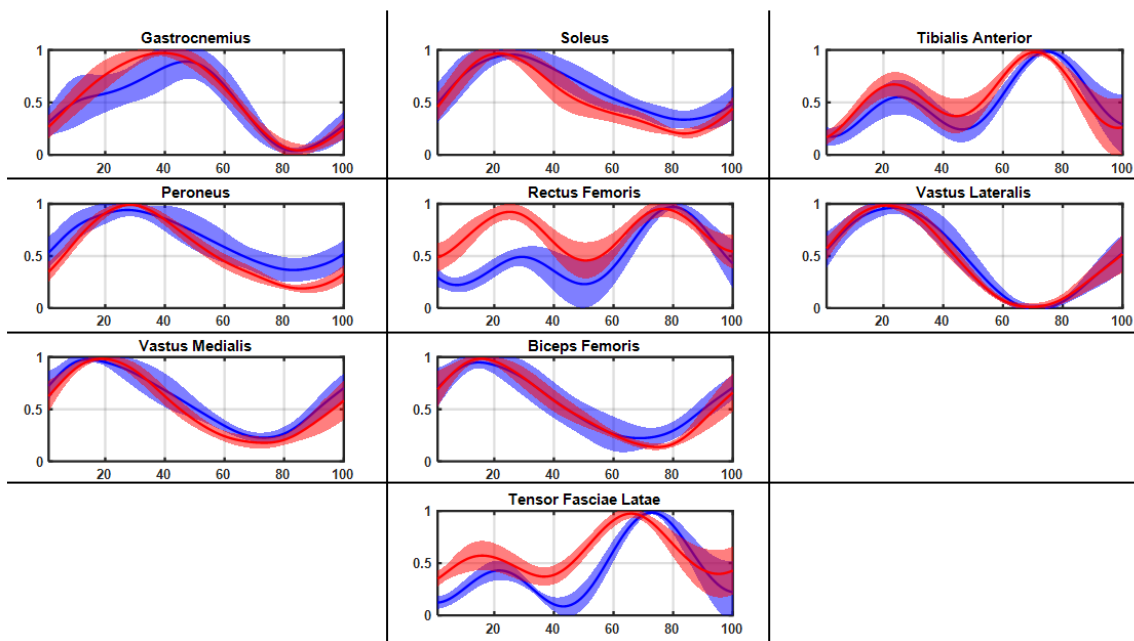 Gastrocnemius
1
0.5
0
20 40 60 80 100
Soleus
1
0.5
0
20 40 60 80 100
Tibialis Anterior
1
0.5
0
20 40 60 80 100
Peroneus
1
0.5
0
20 40 60 80 100
Rectus Femoris
1
0.5
0
20 40 60 80 100
Vastus Lateralis
1
0.5
0
20 40 60 80 100
Vastus Medialis
1
0.5
0
20 40 60 80 100
Biceps Femoris
1
0.5
0
20 40 60 80 100
Tensor Fasciae Latae
1
0.5
0
20 40 60 80 100